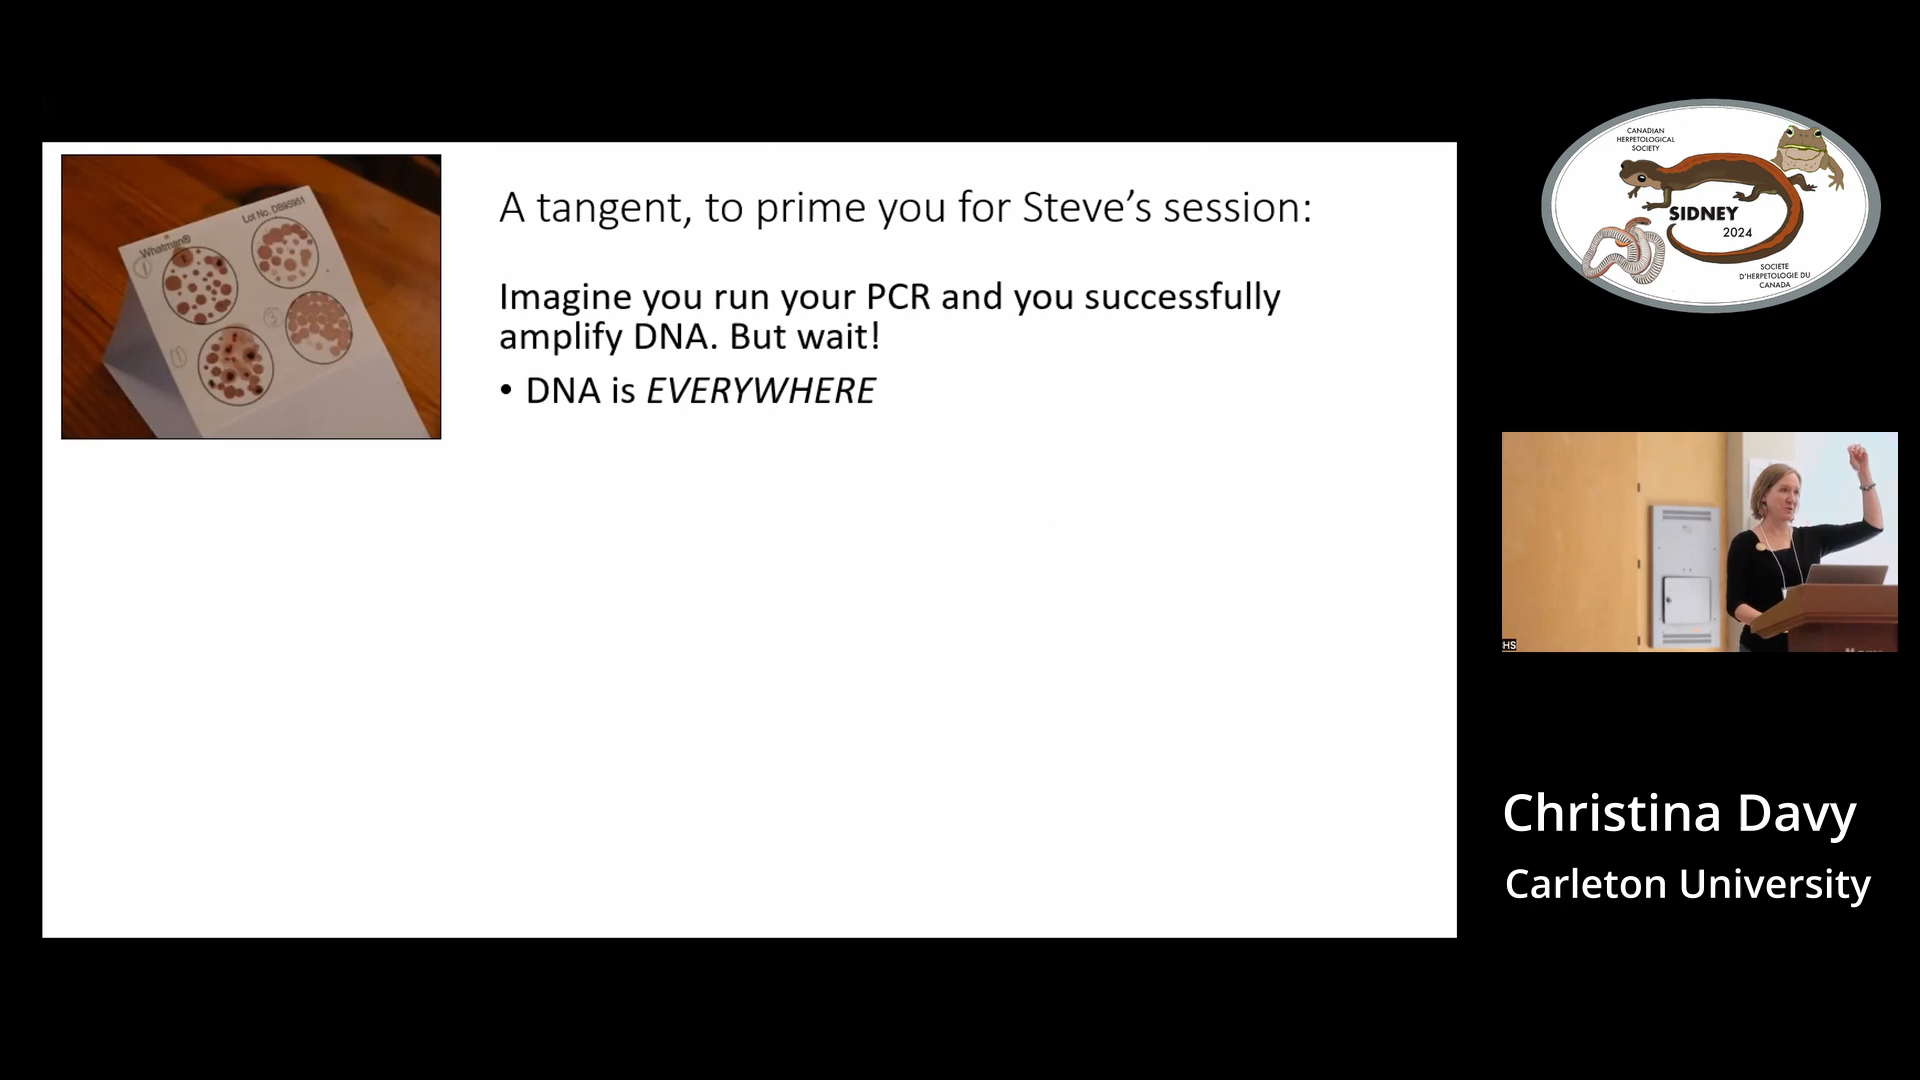 Lot No. DB95951
Whatman®
A tangent, to prime you for Steve’s session:
Imagine you run your PCR and you successfully
amplify DNA. But wait!
• DNA is EVERYWHERE
CANADIAN
HERPETOLOGICAL
SOCIETY
SIDNEY
2024
SOCIETE
D'HERPETOLOGIE DU
CANADA
CHS
Christina Davy
Carleton University